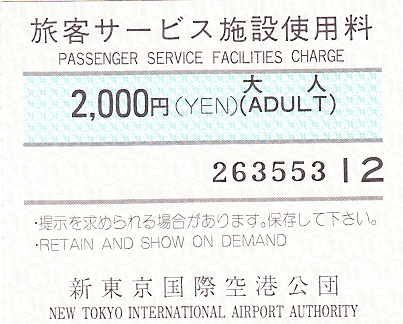 旅客サービス施設使用料
PASSENGER SERVICE FACILITIES CHARGE
大人
2,000円(YEN)(ADULT)
263553 12
・提示を求められる場合があります。保存して下さい。
・RETAIN AND SHOW ON DEMAND
新東京国際空港公団
NEW TOKYO INTERNATIONAL AIRPORT AUTHORITY